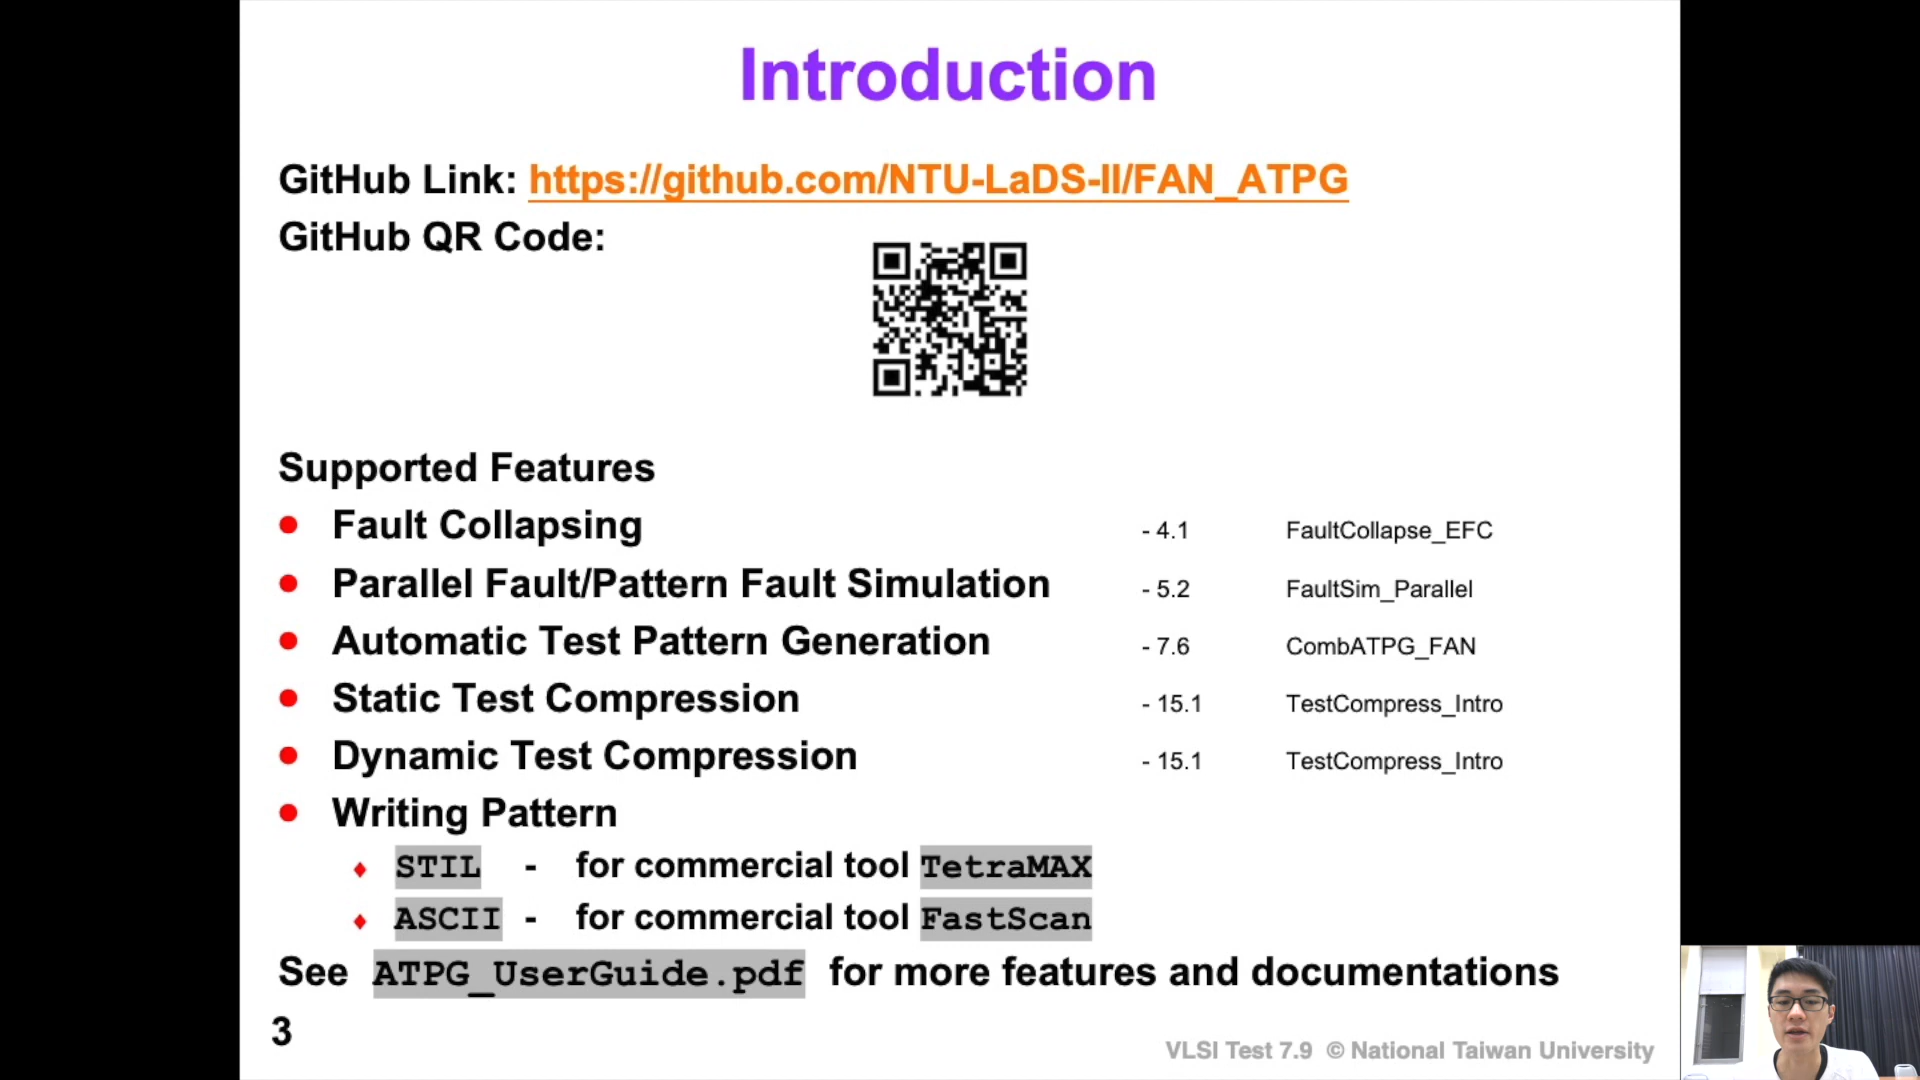 Introduction
GitHub Link: https://github.com/NTU-LaDS-II/FAN_ATPG
GitHub QR Code:
Supported Features
Fault Collapsing - 4.1 FaultCollapse_EFC
Parallel Fault/Pattern Fault Simulation - 5.2 FaultSim_Parallel
Automatic Test Pattern Generation - 7.6 CombATPG_FAN
Static Test Compression - 15.1 TestCompress_Intro
Dynamic Test Compression - 15.1 TestCompress_Intro
Writing Pattern
STIL - for commercial tool TetraMAX
ASCII - for commercial tool FastScan
See ATPG_UserGuide.pdf for more features and documentations
3
VLSI Test 7.9 © National Taiwan University